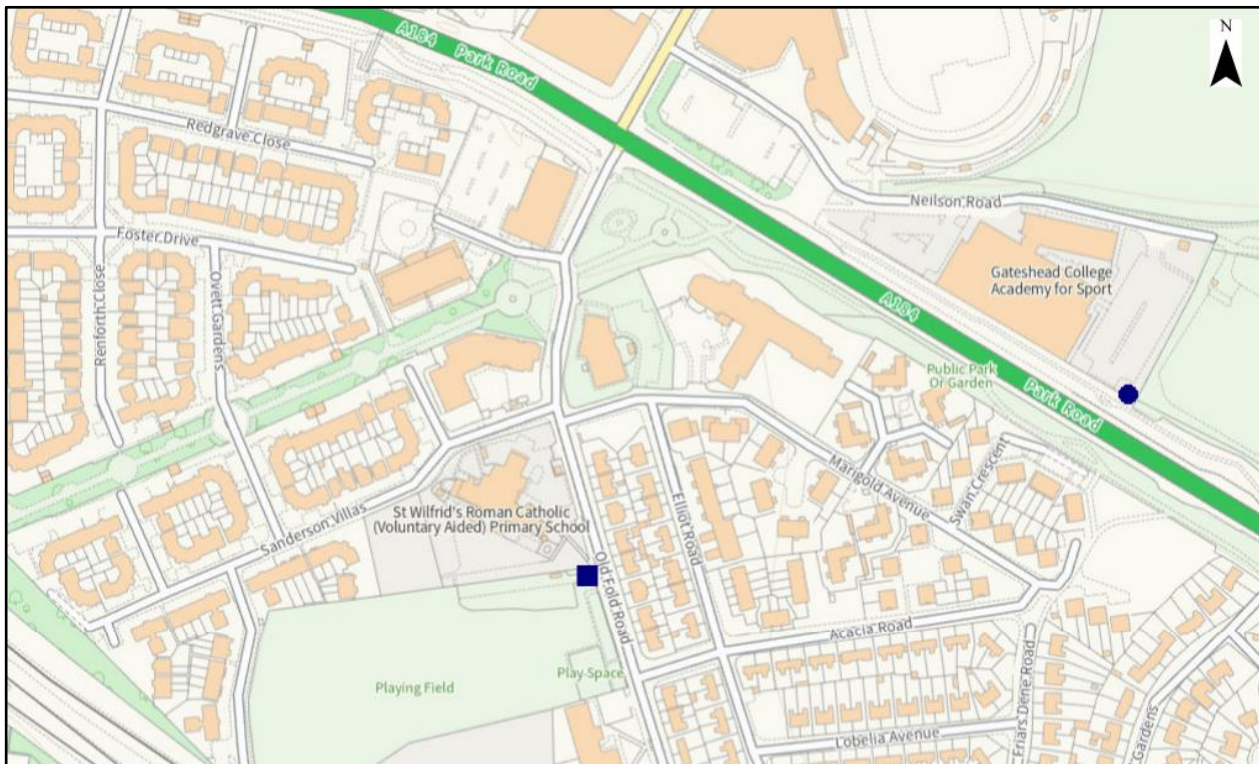 A184 Park Road
N
Redgrave Close
Neilson Road
Foster Drive
Gateshead College
Academy for Sport
Renforth Close
Ovett Gardens
A184
Public Park
Or Garden
Park Road
Marigold Avenue
Swan Crescent
St Wilfrid's Roman Catholic
(Voluntary Aided) Primary School
Sanderson Villas
Elliot Road
Old Fold Road
Acacia Road
Play Space
Playing Field
Friars Dene Road
Gardens
Lobelia Avenue